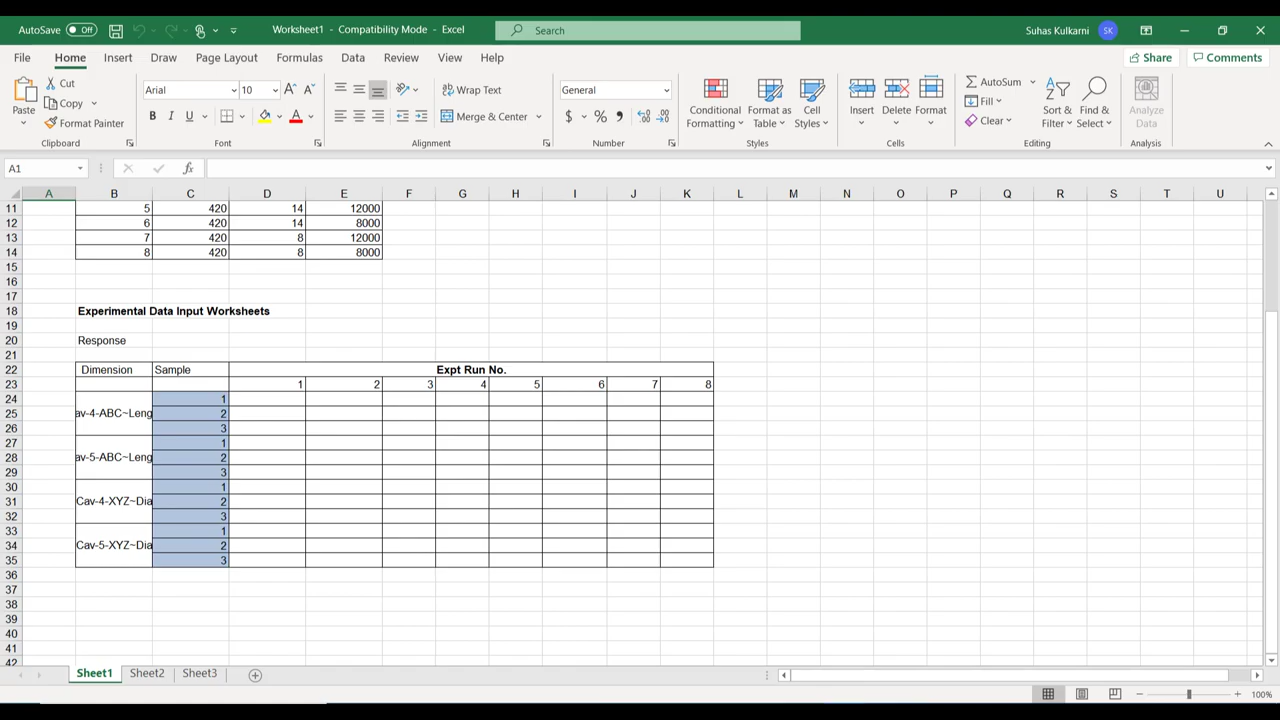 AutoSave Off Worksheet1 - Compatibility Mode - Excel Search Suhas Kulkarni SK
File Home Insert Draw Page Layout Formulas Data Review View Help Share Comments
Paste Cut Copy Format Painter Clipboard
Arial 10 A A B I U A Font
Wrap Text Merge & Center Alignment
General $ % Number
Conditional Formatting Format as Table Cell Styles Styles
Insert Delete Format Cells
AutoSum Fill Clear Sort & Filter Find & Select Editing
Analyze Data Analysis
A1 fx
A B C D E F G H I J K L M N O P Q R S T U
11 5 420 14 12000
12 6 420 14 8000
13 7 420 8 12000
14 8 420 8 8000
15
16
17
18 Experimental Data Input Worksheets
19
20 Response
21
22 Dimension Sample Expt Run No.
23 1 2 3 4 5 6 7 8
24 1
25 av-4-ABC~Leng 2
26 3
27 1
28 av-5-ABC~Leng 2
29 3
30 1
31 Cav-4-XYZ~Dia 2
32 3
33 1
34 Cav-5-XYZ~Dia 2
35 3
36
37
38
39
40
41
42
Sheet1 Sheet2 Sheet3
100%